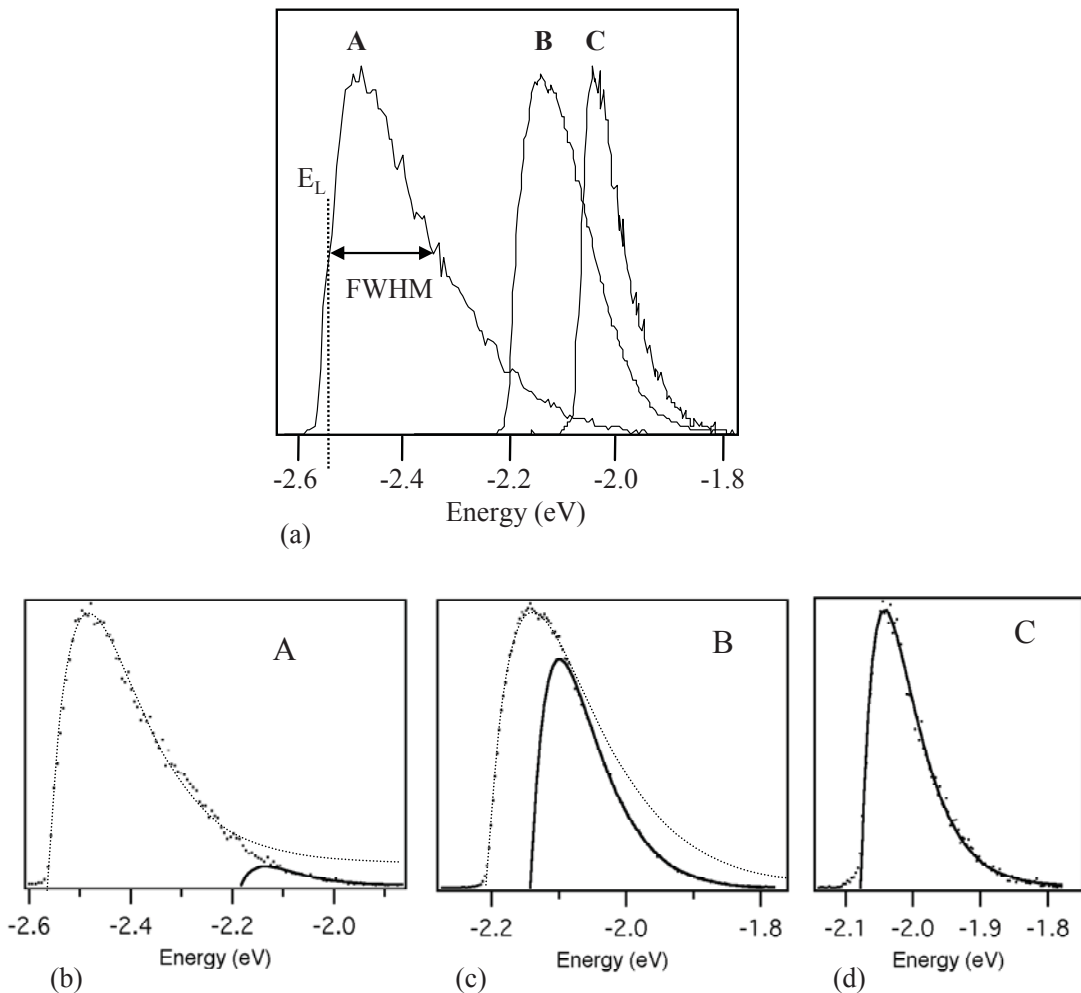 A B C
E_L
FWHM
-2.6 -2.4 -2.2 -2.0 -1.8
Energy (eV)
(a)
A
-2.6 -2.4 -2.2 -2.0
Energy (eV)
(b)
B
-2.2 -2.0 -1.8
Energy (eV)
(c)
C
-2.1 -2.0 -1.9 -1.8
Energy (eV)
(d)